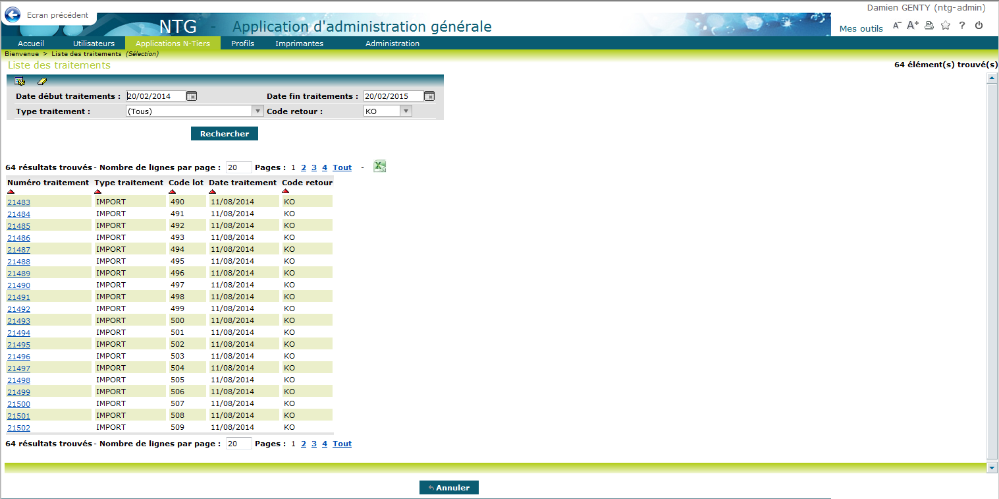 Ecran précédent
Damien GENTY (ntg-admin)
NTG - Application d'administration générale
Mes outils A- A+ ?
Accueil Utilisateurs Applications N-Tiers Profils Imprimantes Administration
Bienvenue > Liste des traitements (Sélection)
Liste des traitements
64 élément(s) trouvé(s)
Date début traitements : 20/02/2014 Date fin traitements : 20/02/2015
Type traitement : (Tous) Code retour : KO
Rechercher
64 résultats trouvés - Nombre de lignes par page : 20 Pages : 1 2 3 4 Tout -
Numéro traitement Type traitement Code lot Date traitement Code retour
21483 IMPORT 490 11/08/2014 KO
21484 IMPORT 491 11/08/2014 KO
21485 IMPORT 492 11/08/2014 KO
21486 IMPORT 493 11/08/2014 KO
21487 IMPORT 494 11/08/2014 KO
21488 IMPORT 495 11/08/2014 KO
21489 IMPORT 496 11/08/2014 KO
21490 IMPORT 497 11/08/2014 KO
21491 IMPORT 498 11/08/2014 KO
21492 IMPORT 499 11/08/2014 KO
21493 IMPORT 500 11/08/2014 KO
21494 IMPORT 501 11/08/2014 KO
21495 IMPORT 502 11/08/2014 KO
21496 IMPORT 503 11/08/2014 KO
21497 IMPORT 504 11/08/2014 KO
21498 IMPORT 505 11/08/2014 KO
21499 IMPORT 506 11/08/2014 KO
21500 IMPORT 507 11/08/2014 KO
21501 IMPORT 508 11/08/2014 KO
21502 IMPORT 509 11/08/2014 KO
64 résultats trouvés - Nombre de lignes par page : 20 Pages : 1 2 3 4 Tout
Annuler